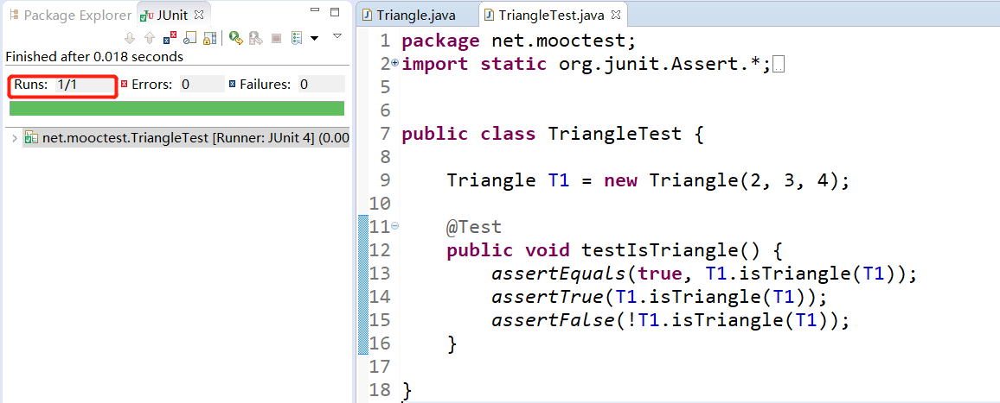 Package Explorer JUnit
Finished after 0.018 seconds
Runs: 1/1 Errors: 0 Failures: 0
net.mooctest.TriangleTest [Runner: JUnit 4] (0.00
Triangle.java TriangleTest.java
1 package net.mooctest;
2 import static org.junit.Assert.*;
5
6
7 public class TriangleTest {
8
9 Triangle T1 = new Triangle(2, 3, 4);
10
11 @Test
12 public void testIsTriangle() {
13 assertEquals(true, T1.isTriangle(T1));
14 assertTrue(T1.isTriangle(T1));
15 assertFalse(!T1.isTriangle(T1));
16 }
17
18 }